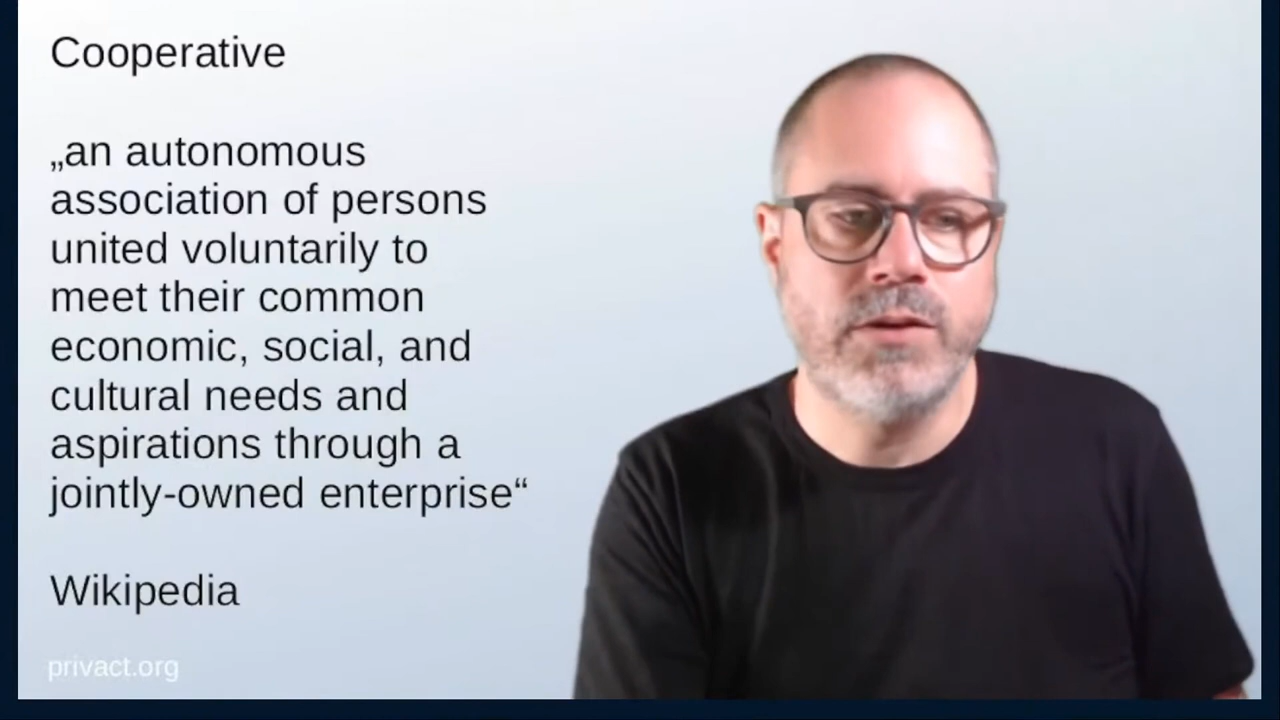 Cooperative
„an autonomous
association of persons
united voluntarily to
meet their common
economic, social, and
cultural needs and
aspirations through a
jointly-owned enterprise“
Wikipedia
privact.org